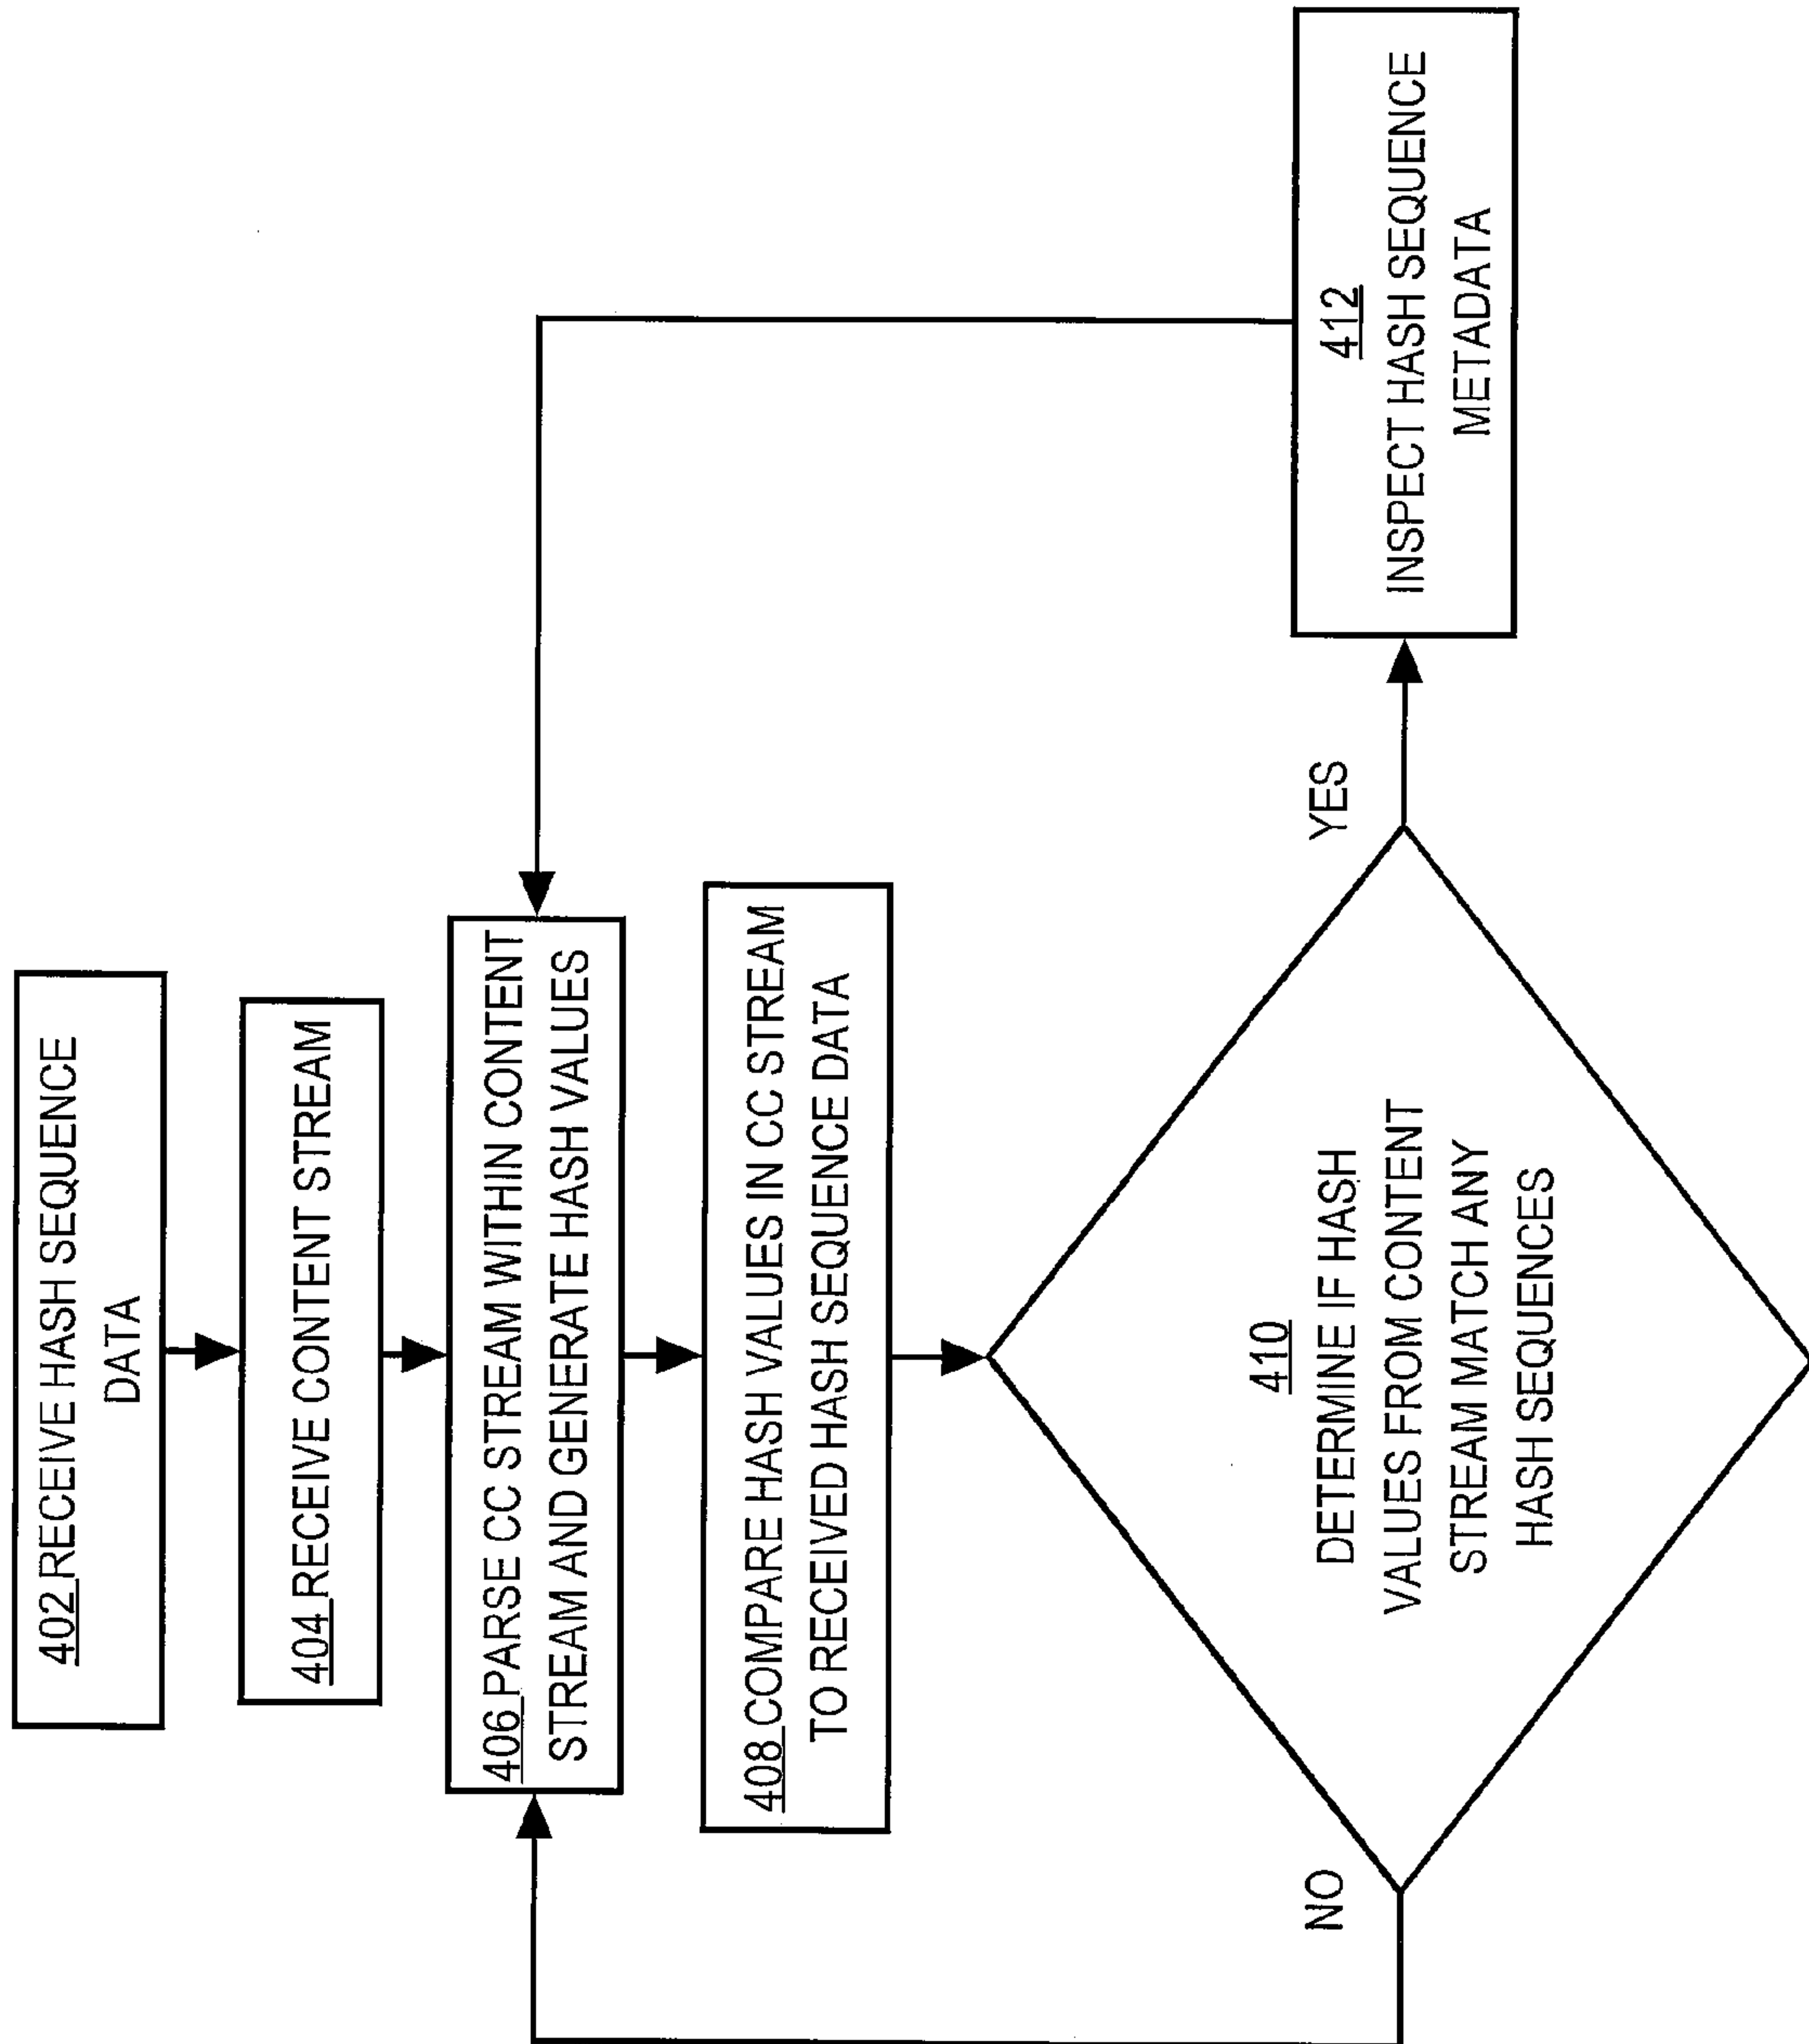 402 RECEIVE HASH SEQUENCE
DATA
404 RECEIVE CONTENT STREAM
406 PARSE CC STREAM WITHIN CONTENT
STREAM AND GENERATE HASH VALUES
408 COMPARE HASH VALUES IN CC STREAM
TO RECEIVED HASH SEQUENCE DATA
410
DETERMINE IF HASH
VALUES FROM CONTENT
STREAM MATCH ANY
HASH SEQUENCES
NO
YES
412
INSPECT HASH SEQUENCE
METADATA